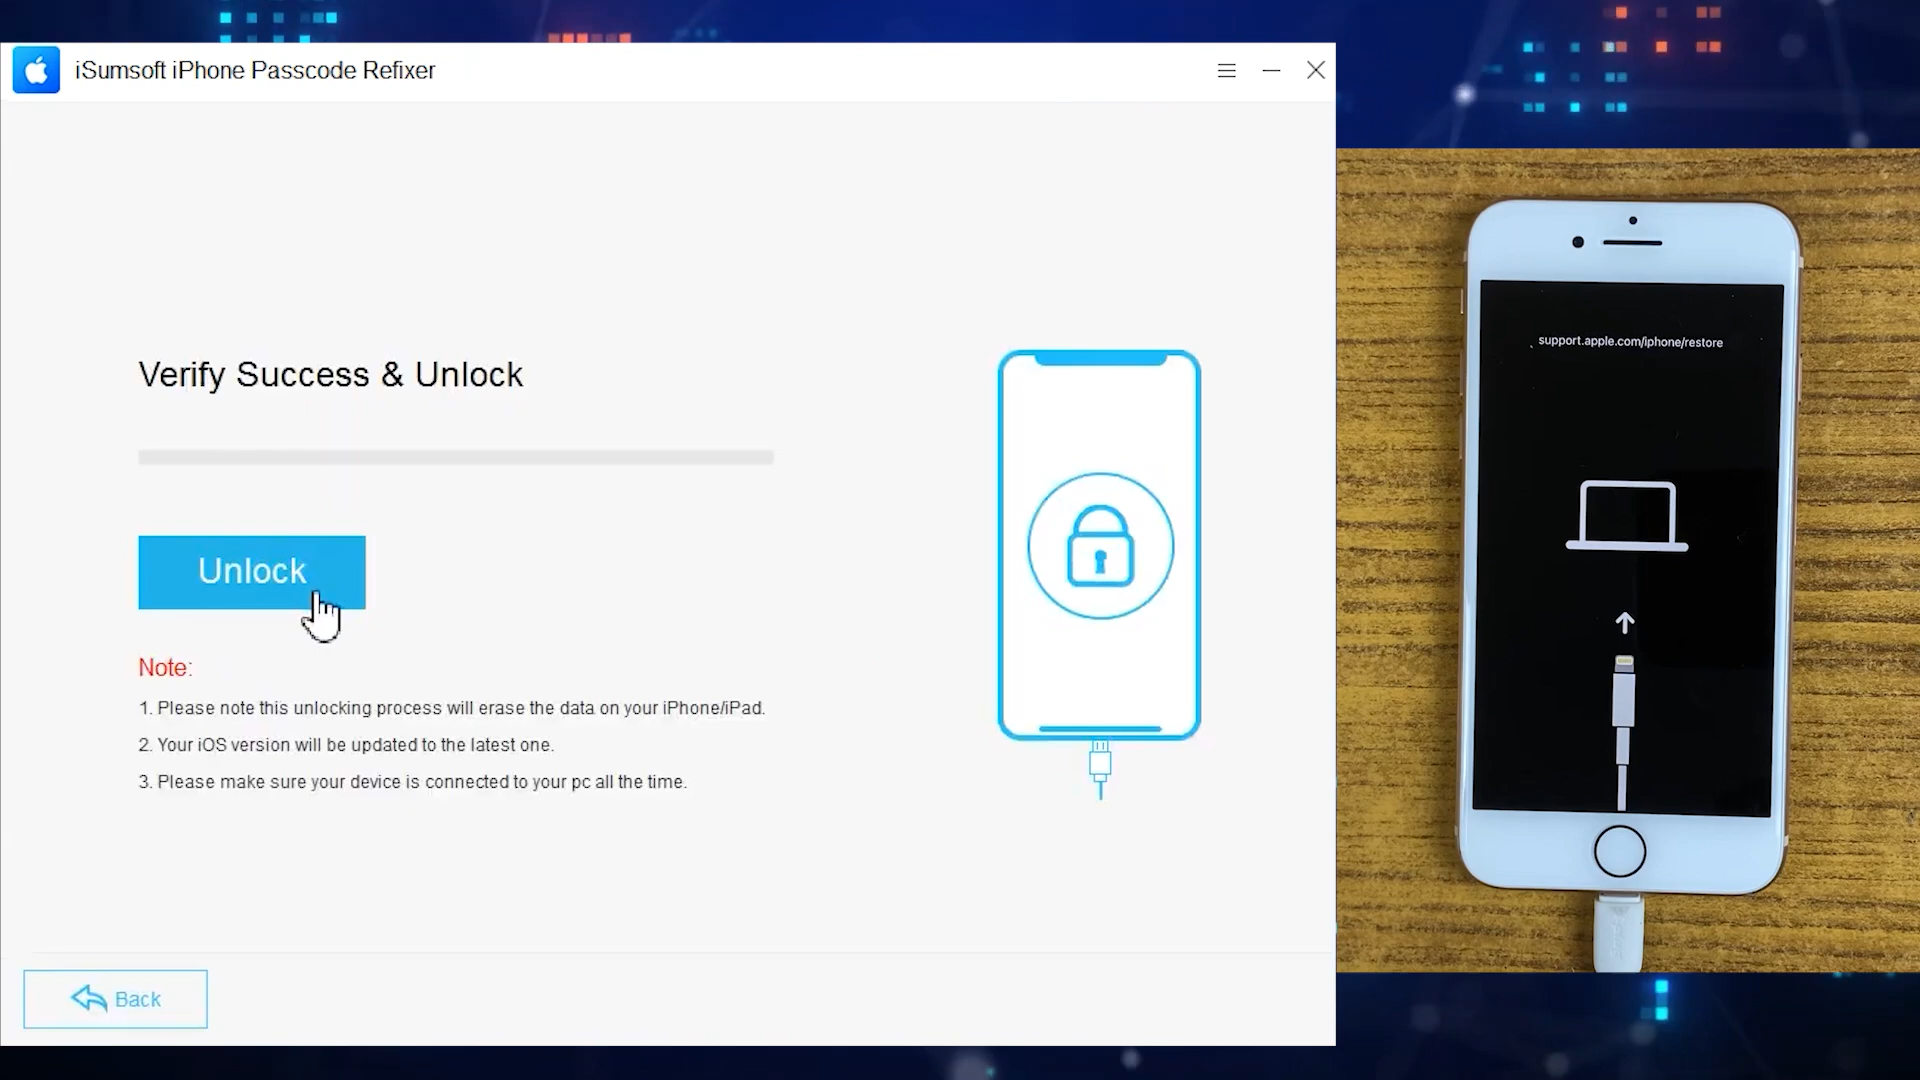 iSumsoft iPhone Passcode Refixer
support.apple.com/iphone/restore
Verify Success & Unlock
Unlock
Note:
1. Please note this unlocking process will erase the data on your iPhone/iPad.
2. Your iOS version will be updated to the latest one.
3. Please make sure your device is connected to your pc all the time.
Back